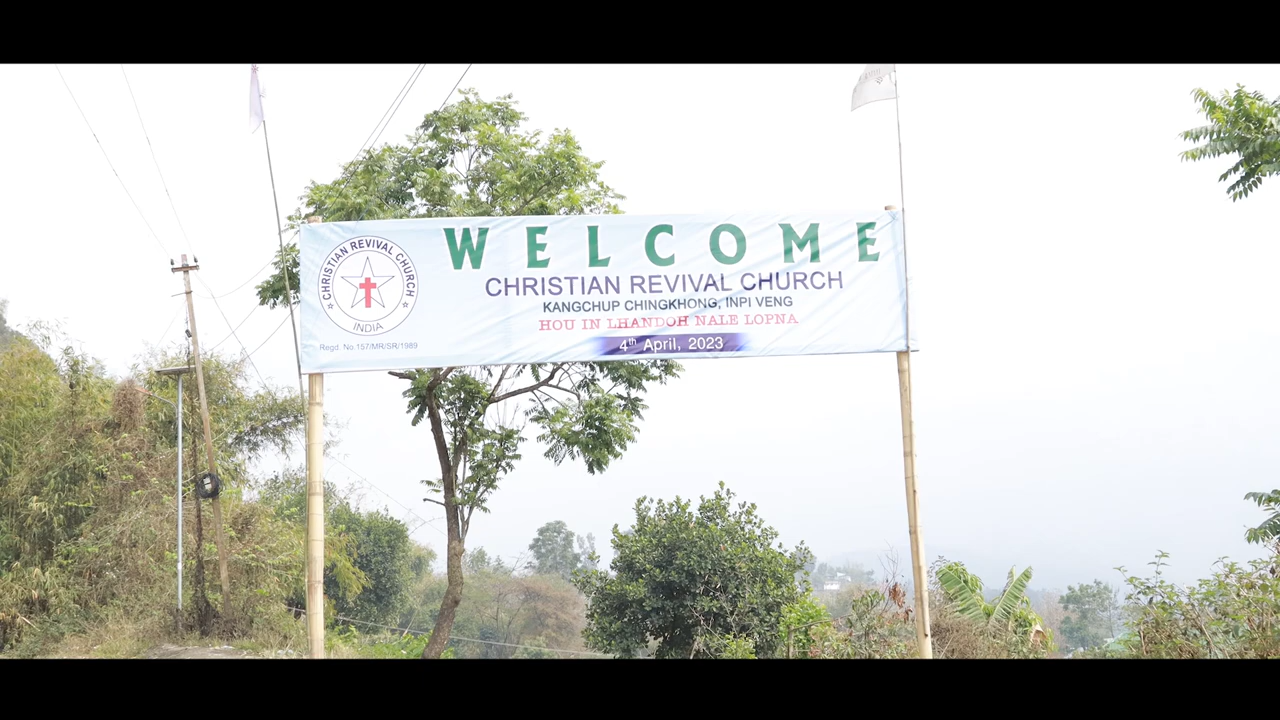 WELCOME
CHRISTIAN REVIVAL CHURCH
KANGCHUP CHINGKHONG, INPI VENG
HOU IN LHANDOH NALE LOPNA
4th April, 2023
CHRISTIAN REVIVAL CHURCH
INDIA
Regd. No.157/MR/SR/1989